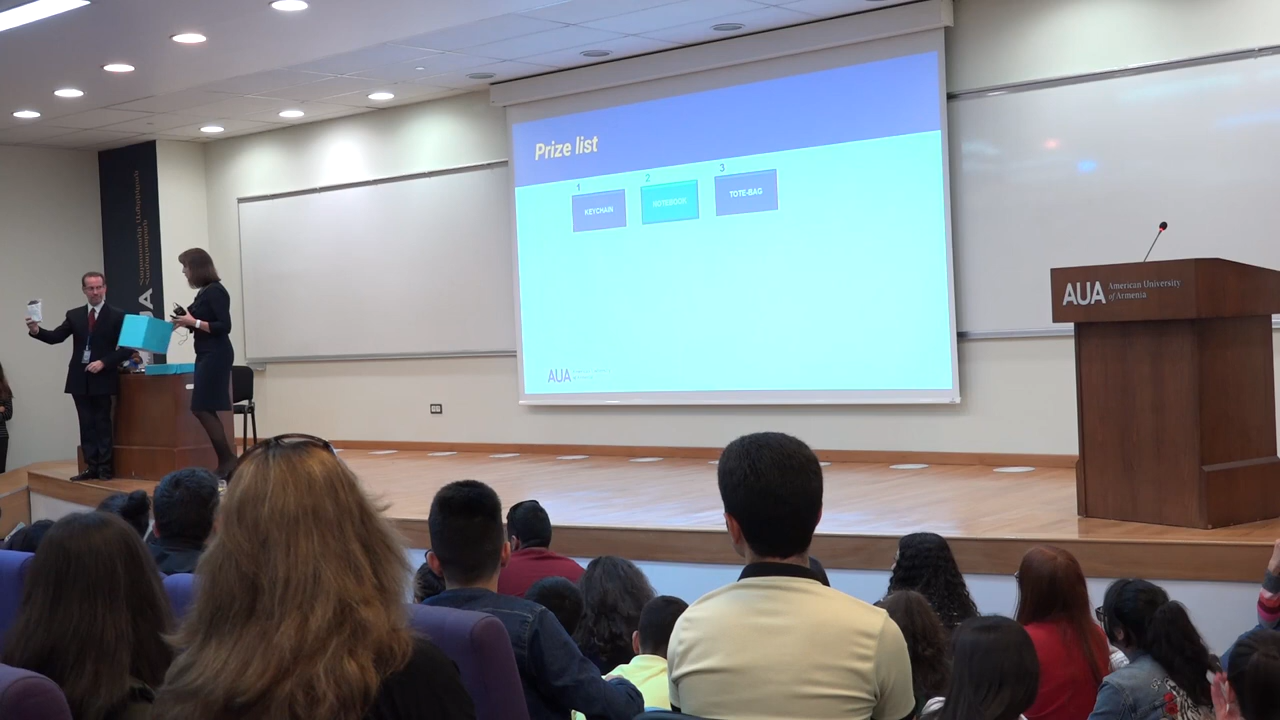 Prize list
1
2
3
KEYCHAIN
NOTEBOOK
TOTE-BAG
AUA
AUA
American University
of Armenia